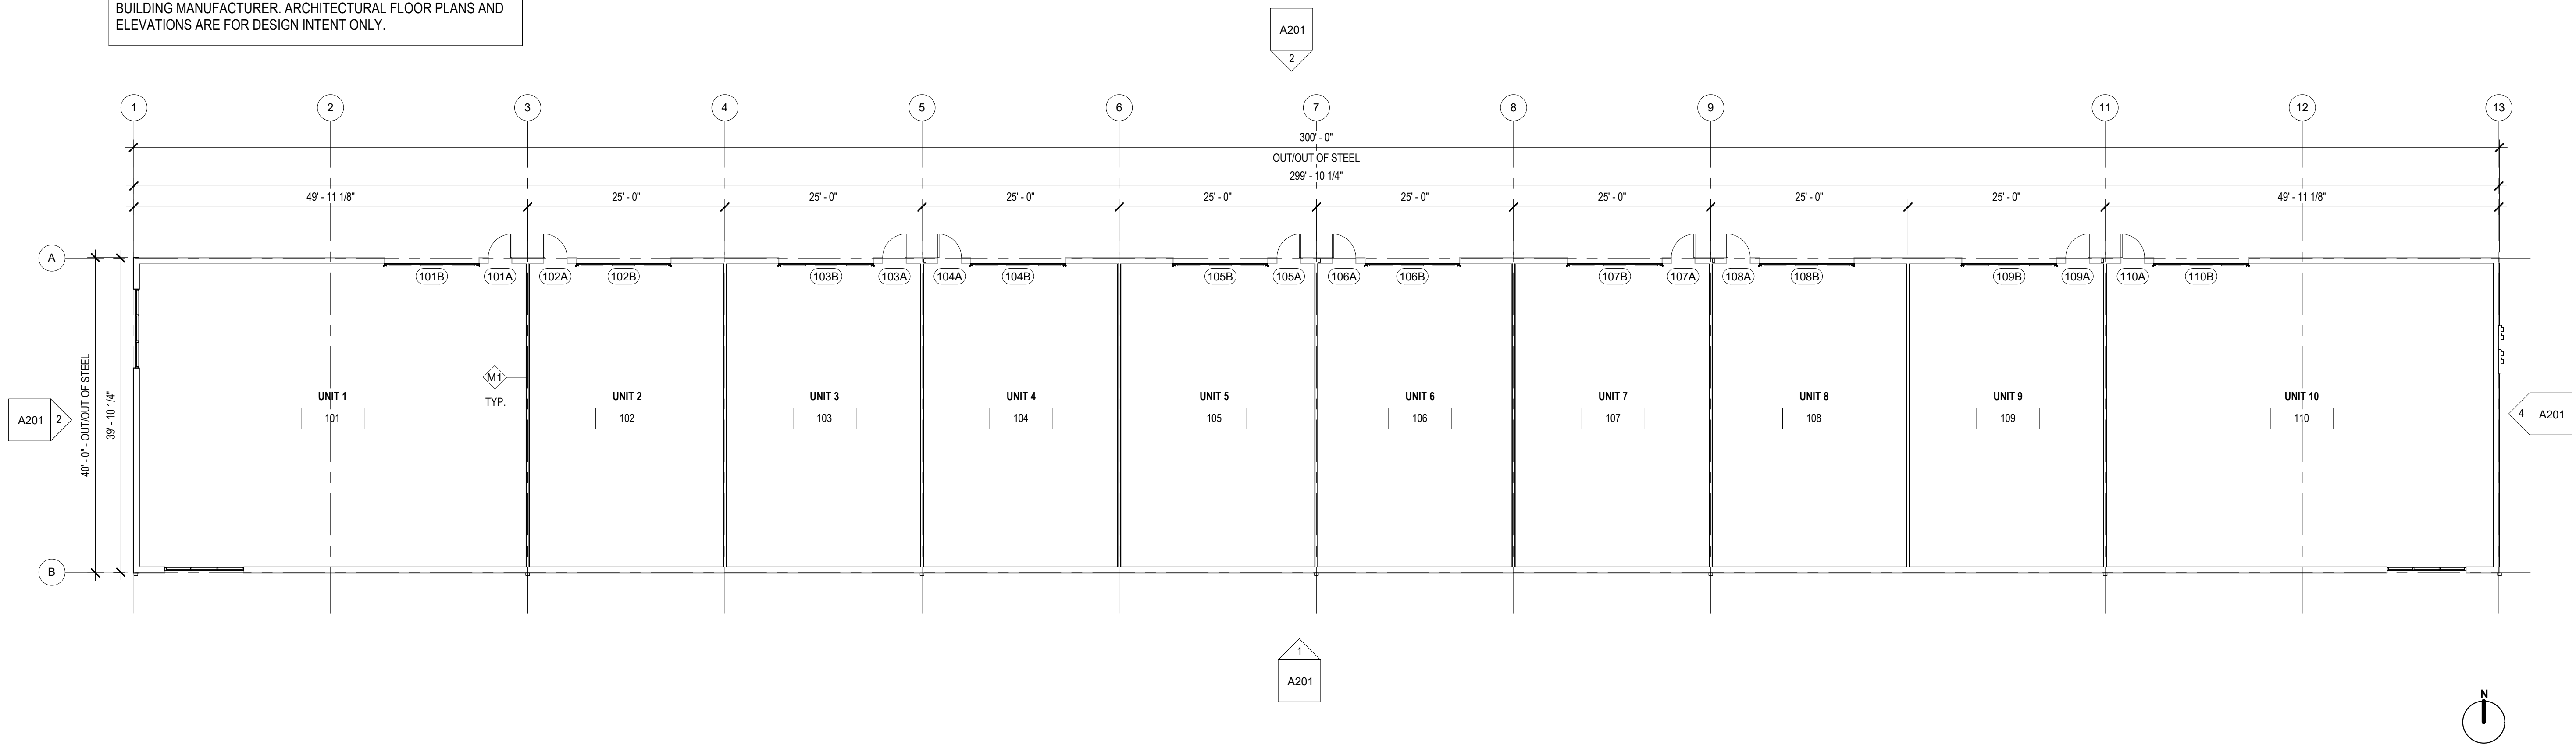 BUILDING MANUFACTURER. ARCHITECTURAL FLOOR PLANS AND
ELEVATIONS ARE FOR DESIGN INTENT ONLY.
A201
2
1 2 3 4 5 6 7 8 9 11 12 13
300' - 0"
OUT/OUT OF STEEL
299' - 10 1/4"
49' - 11 1/8" 25' - 0" 25' - 0" 25' - 0" 25' - 0" 25' - 0" 25' - 0" 25' - 0" 25' - 0" 49' - 11 1/8"
A
101B 101A 102A 102B 103B 103A 104A 104B 105B 105A 106A 106B 107B 107A 108A 108B 109B 109A 110A 110B
40' - 0" - OUT/OUT OF STEEL
39' - 10 1/4"
M1
TYP.
UNIT 1 UNIT 2 UNIT 3 UNIT 4 UNIT 5 UNIT 6 UNIT 7 UNIT 8 UNIT 9 UNIT 10
101 102 103 104 105 106 107 108 109 110
A201 2
4 A201
B
1
A201
N